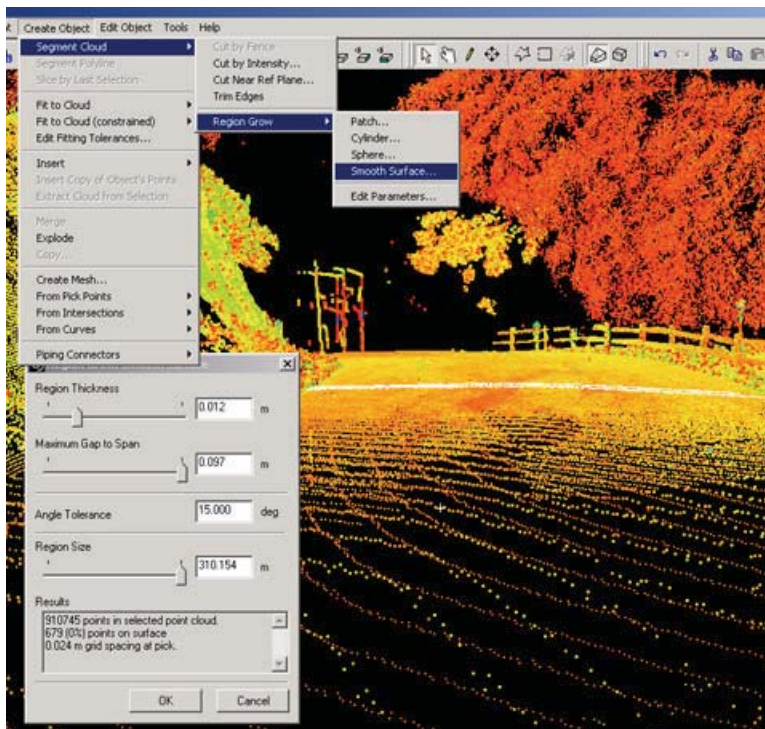 Create Object Edit Object Tools Help
Segment Cloud
Segment Polyline
Slice by Last Selection
Fit to Cloud
Fit to Cloud (constrained)
Edit Fitting Tolerances...
Insert
Insert Copy of Object's Points
Extract Cloud from Selection
Merge
Explode
Copy...
Create Mesh...
From Pick Points
From Intersections
From Curves
Piping Connectors
Cut by Fence
Cut by Intensity...
Cut Near Ref Plane...
Trim Edges
Region Grow
Patch...
Cylinder...
Sphere...
Smooth Surface...
Edit Parameters...
Region Thickness
0.012 m
Maximum Gap to Span
0.097 m
Angle Tolerance 15.000 deg
Region Size
310.154 m
Results
910745 points in selected point cloud.
679 (0%) points on surface
0.024 m grid spacing at pick.
OK Cancel